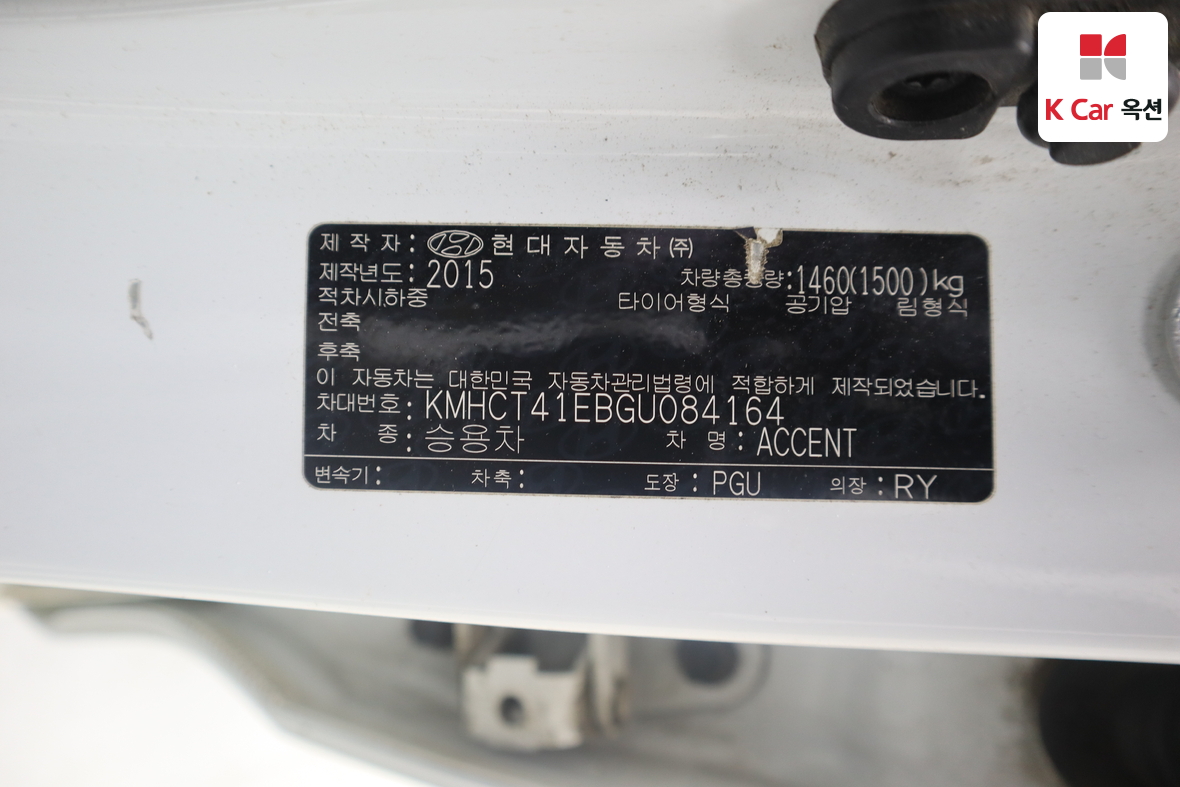 K Car 옥션
제 작 자 : 현 대 자 동 차 ㈜
제작년도 : 2015
차량총중량:1460(1500)kg
적차시하중 타이어형식 공기압 림형식
전축
후축
이 자동차는 대한민국 자동차관리법령에 적합하게 제작되었습니다.
차대번호 : KMHCT41EBGU084164
차 종 : 승용차 차 명 : ACCENT
변속기 : 차축 : 도장 : PGU 의장 : RY